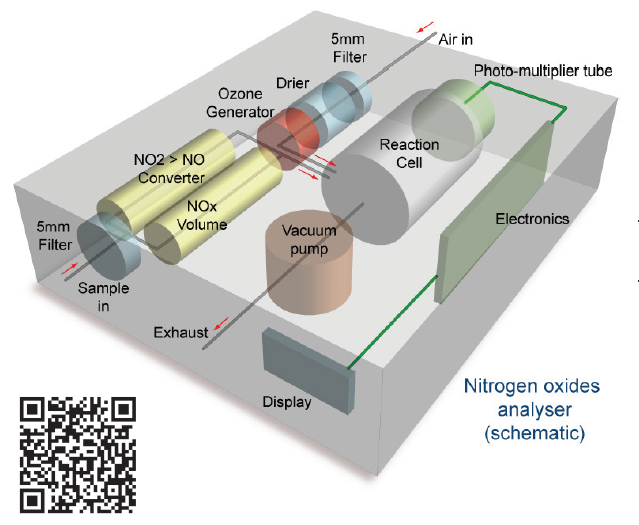 5mm
Filter
Air in
Photo-multiplier tube
Drier
Ozone
Generator
Reaction
Cell
NO2 > NO
Converter
NOx
Volume
5mm
Filter
Vacuum
pump
Electronics
Sample
in
Exhaust
Display
Nitrogen oxides
analyser
(schematic)